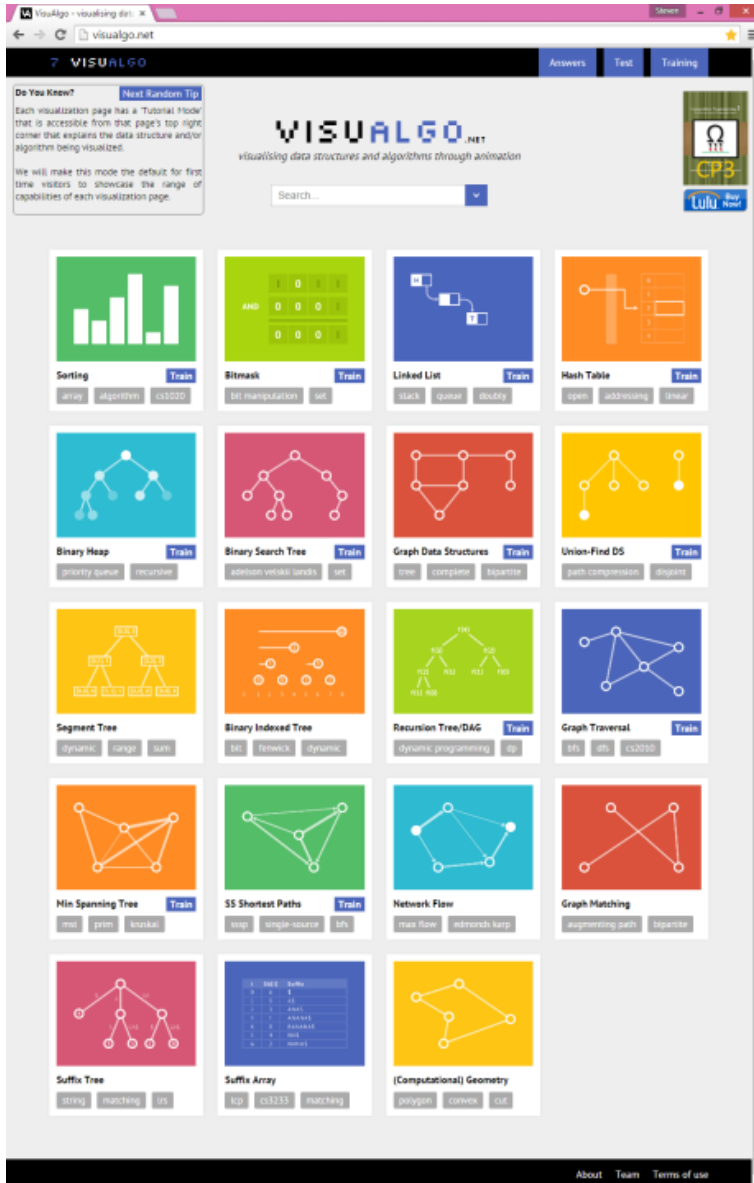 VisuAlgo - visualising dat
Steven
visualgo.net
7 VISUALGO
Answers Test Training
Do You Know? Next Random Tip
Each visualization page has a 'Tutorial Mode'
that is accessible from that page's top right
corner that explains the data structure and/or
algorithm being visualized.
We will make this mode the default for first
time visitors to showcase the range of
capabilities of each visualization page.
VISUALGO.NET
visualising data structures and algorithms through animation
Search...
CP3
Lulu Buy Now!
AND
Sorting Train
array algorithm cs1020
Bitmask Train
bit manipulation set
H
T
Linked List Train
stack queue doubly
Hash Table Train
open addressing linear
Binary Heap Train
priority queue recursive
Binary Search Tree Train
adelson velskii landis set
Graph Data Structures Train
tree complete bipartite
Union-Find DS Train
path compression disjoint
Segment Tree
dynamic range sum
Binary Indexed Tree
bit fenwick dynamic
Recursion Tree/DAG Train
dynamic programming dp
Graph Traversal Train
bfs dfs cs2010
Min Spanning Tree Train
mst prim kruskal
SS Shortest Paths Train
sssp single-source bfs
Network Flow
max flow edmonds karp
Graph Matching
augmenting path bipartite
Suffix Tree
string matching lrs
Suffix Array
lcp cs3233 matching
(Computational) Geometry
polygon convex cut
About Team Terms of use